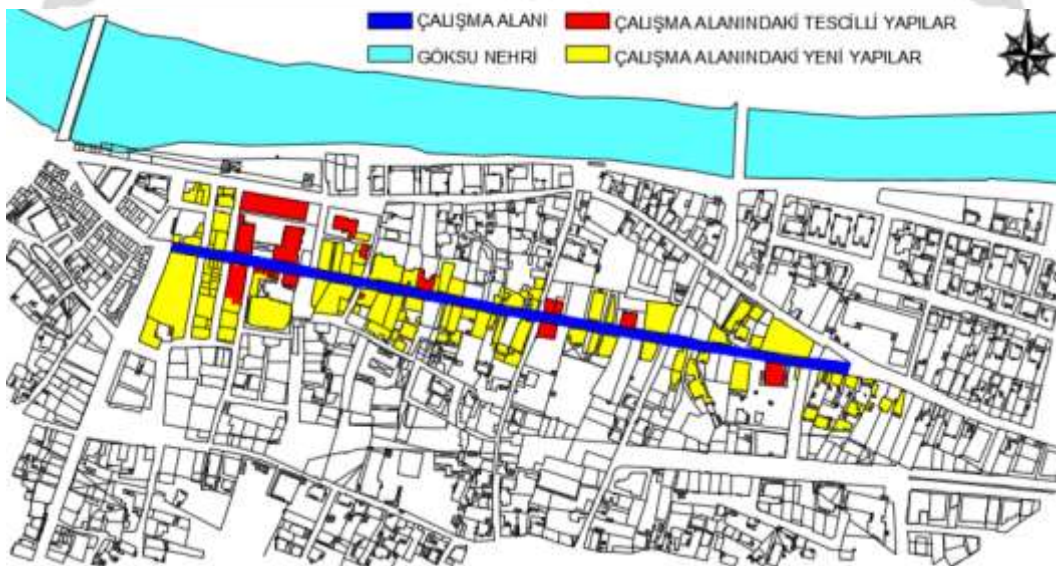 ÇALIŞMA ALANI
ÇALIŞMA ALANINDAKİ TESCİLLİ YAPILAR
GÖKSU NEHRİ
ÇALIŞMA ALANINDAKİ YENİ YAPILAR